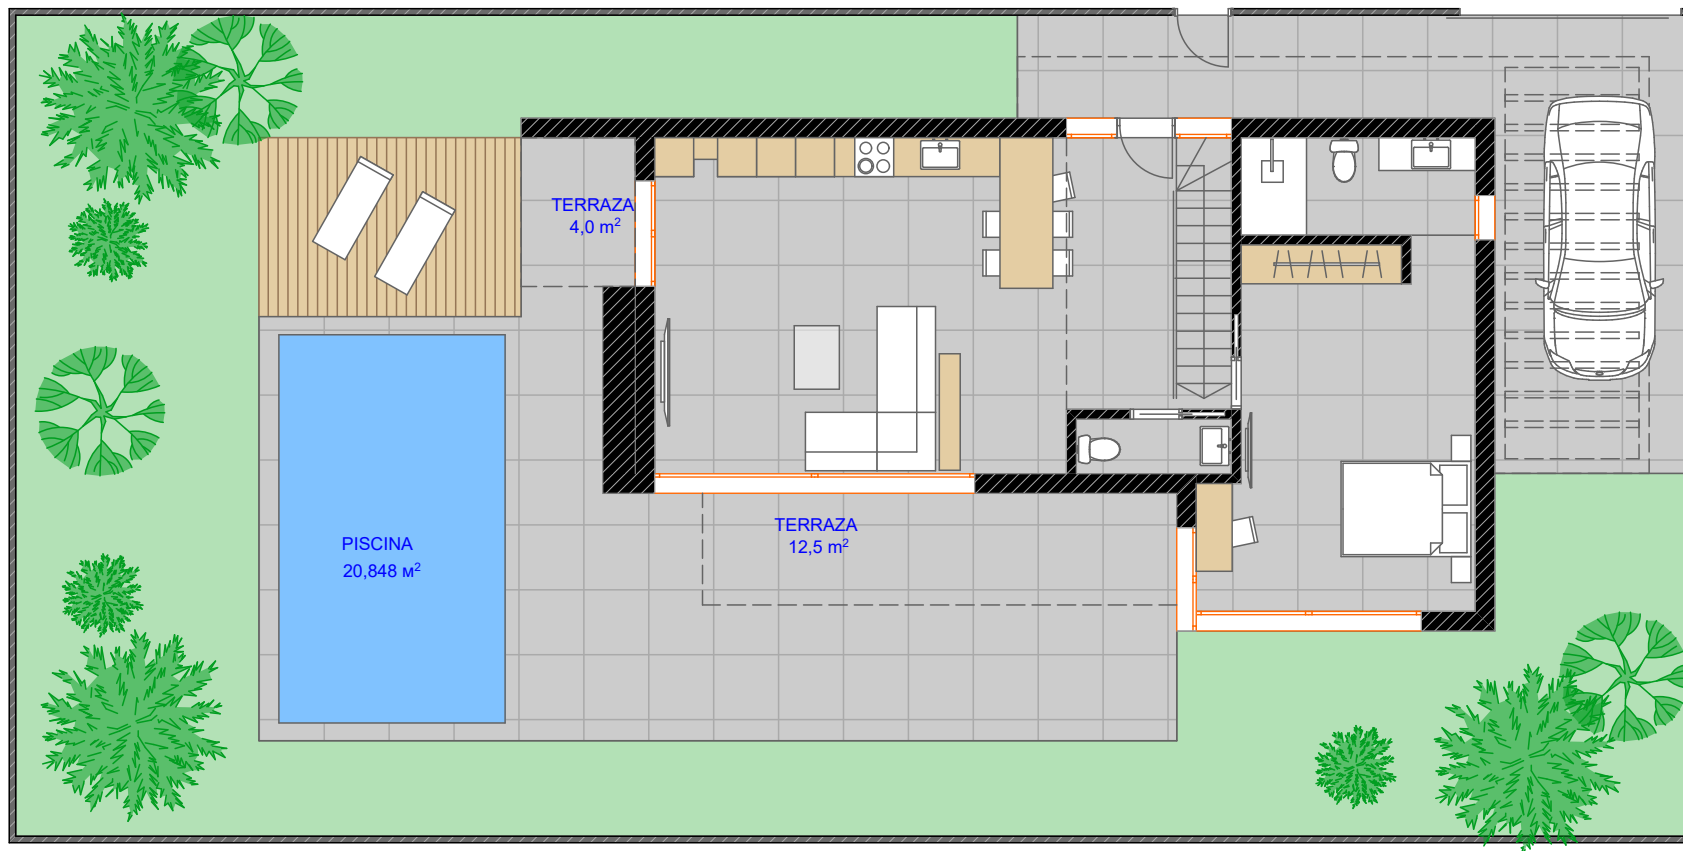 TERRAZA
4,0 m²
TERRAZA
12,5 m²
PISCINA
20,848 м²